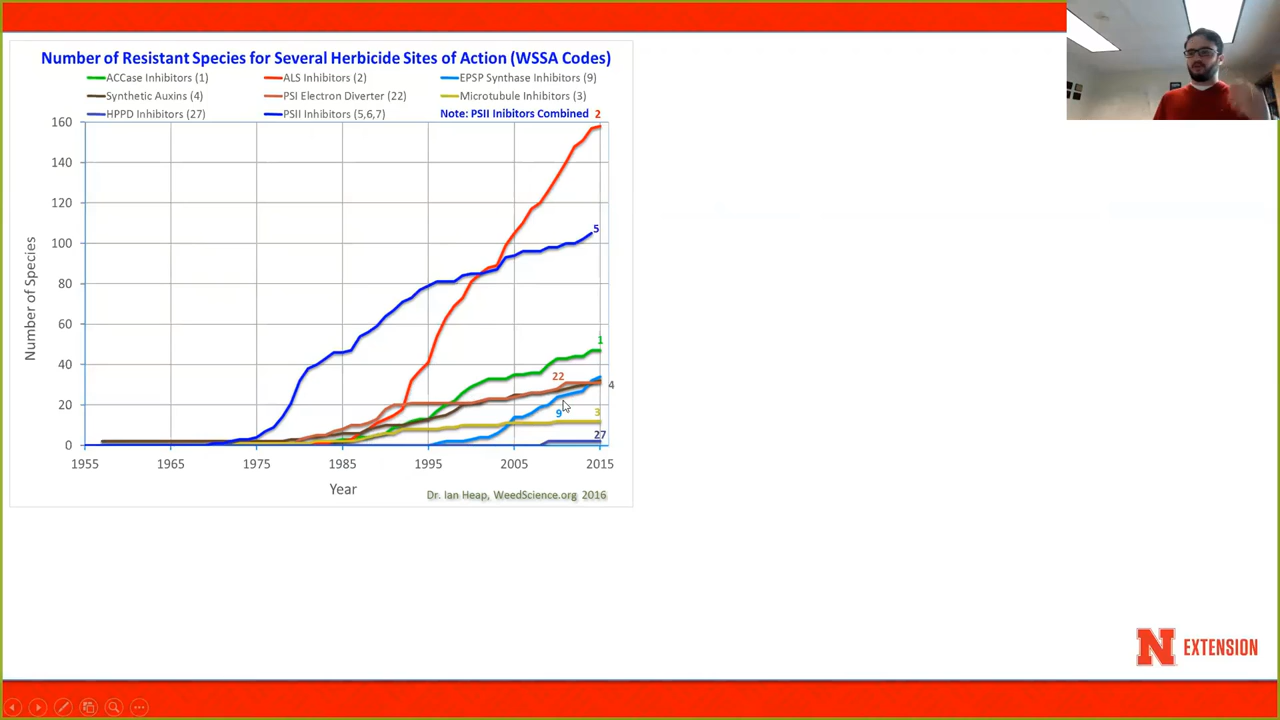 Number of Resistant Species for Several Herbicide Sites of Action (WSSA Codes)
ACCase Inhibitors (1) ALS Inhibitors (2) EPSP Synthase Inhibitors (9)
Synthetic Auxins (4) PSI Electron Diverter (22) Microtubule Inhibitors (3)
HPPD Inhibitors (27) PSII Inhibitors (5,6,7) Note: PSII Inibitors Combined 2
160
140
120
100
80
60
40
20
0
5
1
22
4
9
3
27
Number of Species
1955 1965 1975 1985 1995 2005 2015
Year
Dr. Ian Heap, WeedScience.org 2016
N EXTENSION